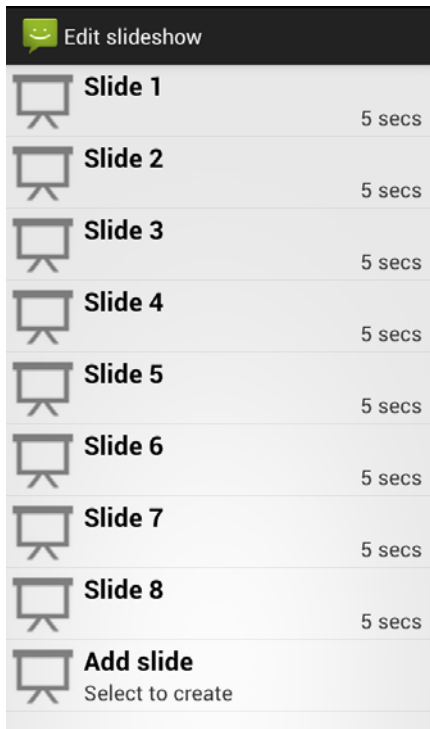 Edit slideshow
Slide 1
5 secs
Slide 2
5 secs
Slide 3
5 secs
Slide 4
5 secs
Slide 5
5 secs
Slide 6
5 secs
Slide 7
5 secs
Slide 8
5 secs
Add slide
Select to create